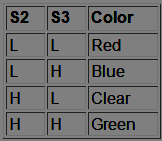 S2 S3 Color
L L Red
L H Blue
H L Clear
H H Green